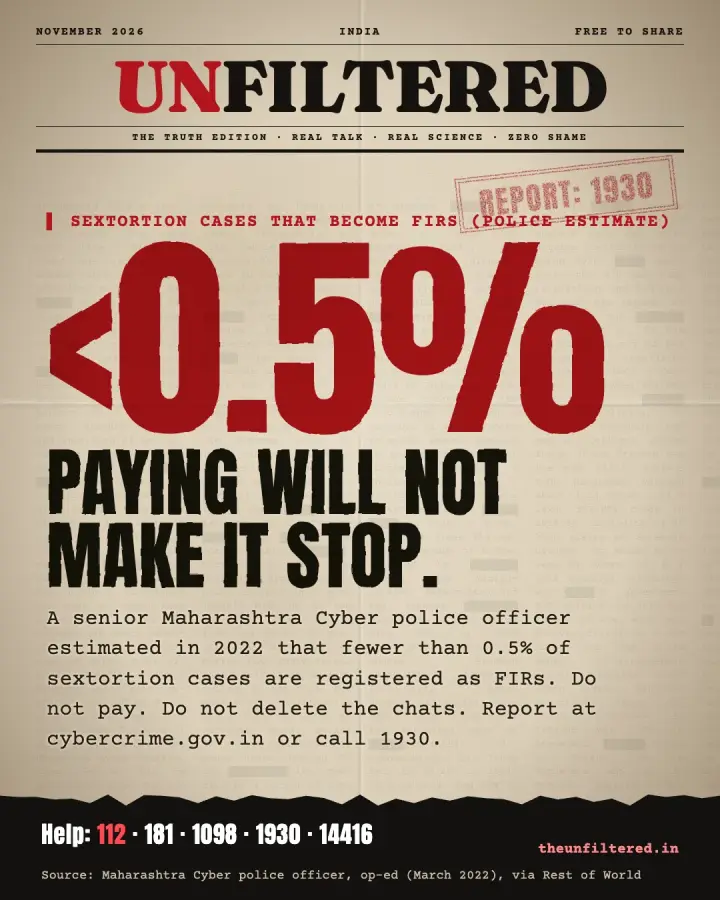 NOVEMBER 2026 INDIA FREE TO SHARE
UNFILTERED
THE TRUTH EDITION · REAL TALK · REAL SCIENCE · ZERO SHAME
REPORT: 1930
SEXTORTION CASES THAT BECOME FIRS (POLICE ESTIMATE)
<0.5%
PAYING WILL NOT
MAKE IT STOP.
A senior Maharashtra Cyber police officer
estimated in 2022 that fewer than 0.5% of
sextortion cases are registered as FIRs. Do
not pay. Do not delete the chats. Report at
cybercrime.gov.in or call 1930.
Help: 112 · 181 · 1098 · 1930 · 14416
theunfiltered.in
Source: Maharashtra Cyber police officer, op-ed (March 2022), via Rest of World